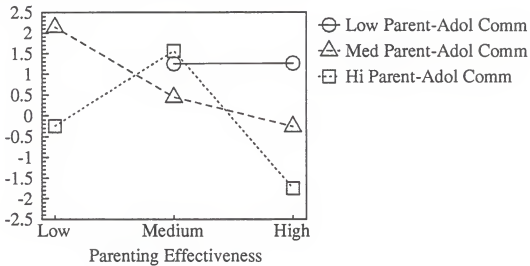 2.5
2
1.5
1
0.5
0
-0.5
-1
-1.5
-2
-2.5
Low Medium High
Parenting Effectiveness
Low Parent-Adol Comm
Med Parent-Adol Comm
Hi Parent-Adol Comm